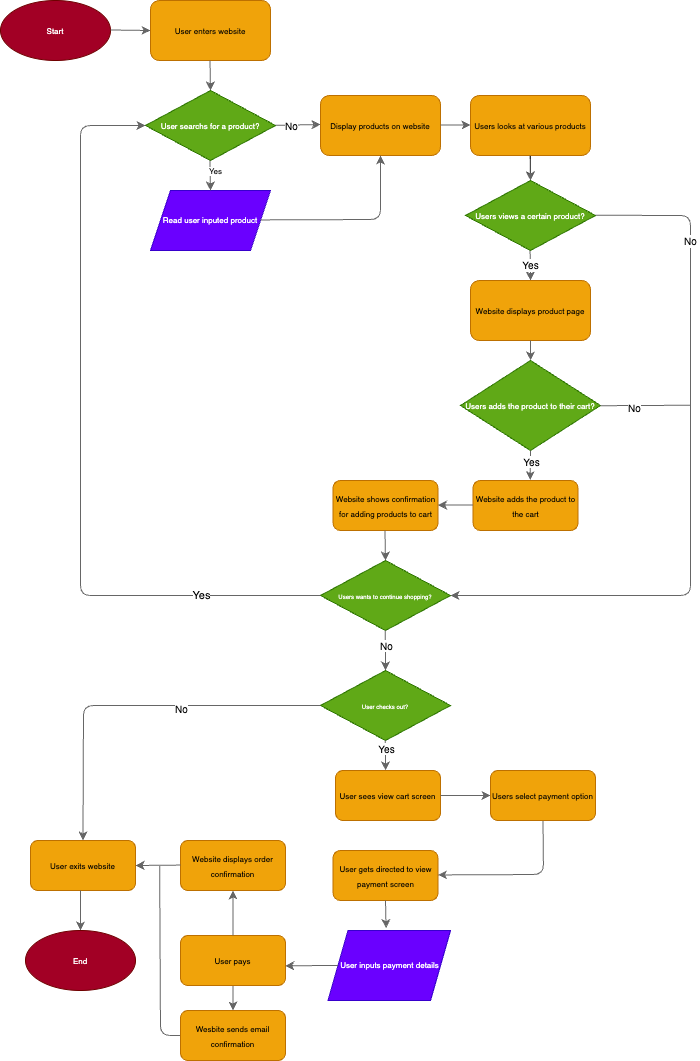 Start
User enters website
User searchs for a product?
No
Display products on website
Users looks at various products
Yes
Read user inputed product
Users views a certain product?
No
Yes
Website displays product page
Users adds the product to their cart?
No
Yes
Website shows confirmation
for adding products to cart
Website adds the product to
the cart
Users wants to continue shopping?
Yes
No
User checks out?
No
Yes
User sees view cart screen
Users select payment option
User exits website
Website displays order
confirmation
User gets directed to view
payment screen
End
User pays
User inputs payment details
Wesbite sends email
confirmation